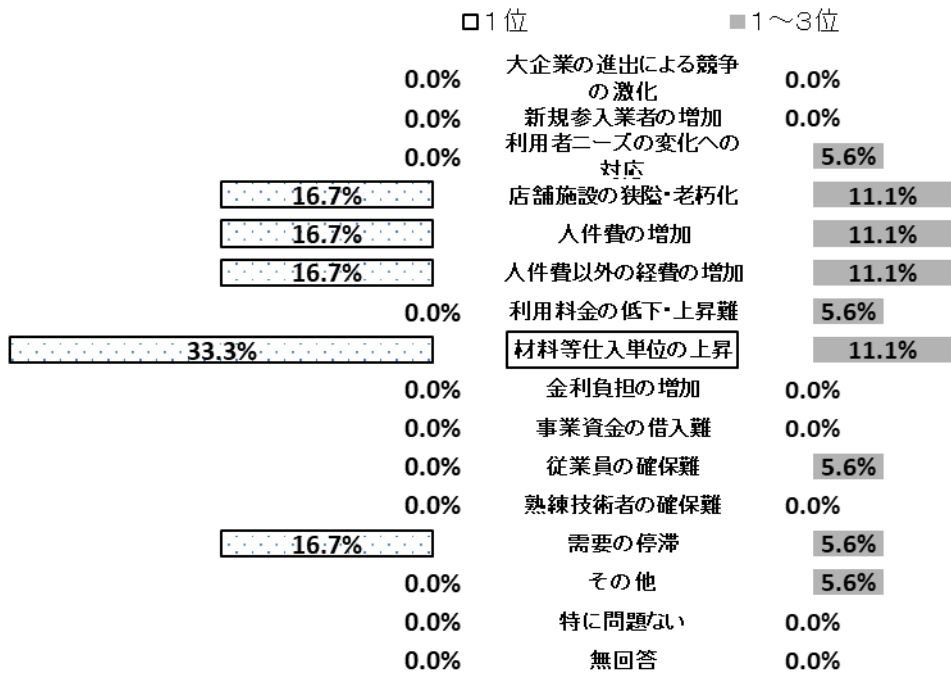 □１位 ■１～３位
0.0% 大企業の進出による競争
の激化 0.0%
0.0% 新規参入業者の増加 0.0%
0.0% 利用者ニーズの変化への
対応 5.6%
16.7% 店舗施設の狭隘・老朽化 11.1%
16.7% 人件費の増加 11.1%
16.7% 人件費以外の経費の増加 11.1%
0.0% 利用料金の低下・上昇難 5.6%
33.3% 材料等仕入単位の上昇 11.1%
0.0% 金利負担の増加 0.0%
0.0% 事業資金の借入難 0.0%
0.0% 従業員の確保難 5.6%
0.0% 熟練技術者の確保難 0.0%
16.7% 需要の停滞 5.6%
0.0% その他 5.6%
0.0% 特に問題ない 0.0%
0.0% 無回答 0.0%